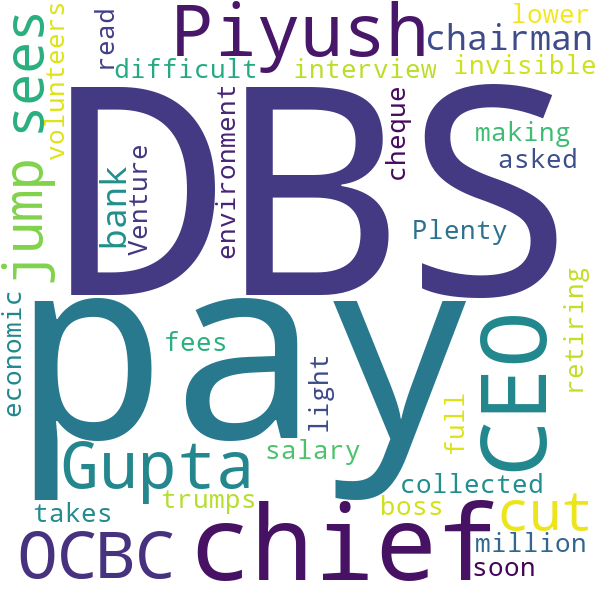 lower
Piyush
chairman
sees
volunteers
read
difficult
interview
invisible
DBS
environment
cheque
making
asked
jump
bank
Venture
Plenty
pay
economic
fees
light
CEO
retiring
full
salary
Gupta
collected
trumps
boss
cut
takes
chief
OCBC
million
soon